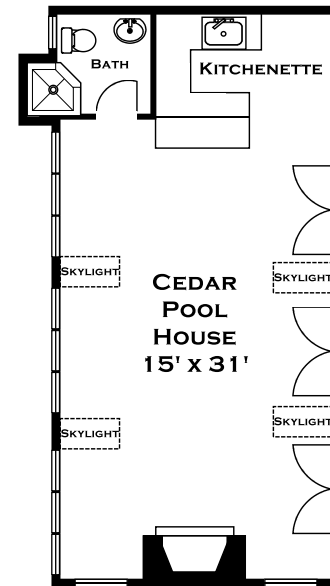 Bath
Kitchenette
Skylight
Skylight
Cedar
Pool
House
15' x 31'
Skylight
Skylight